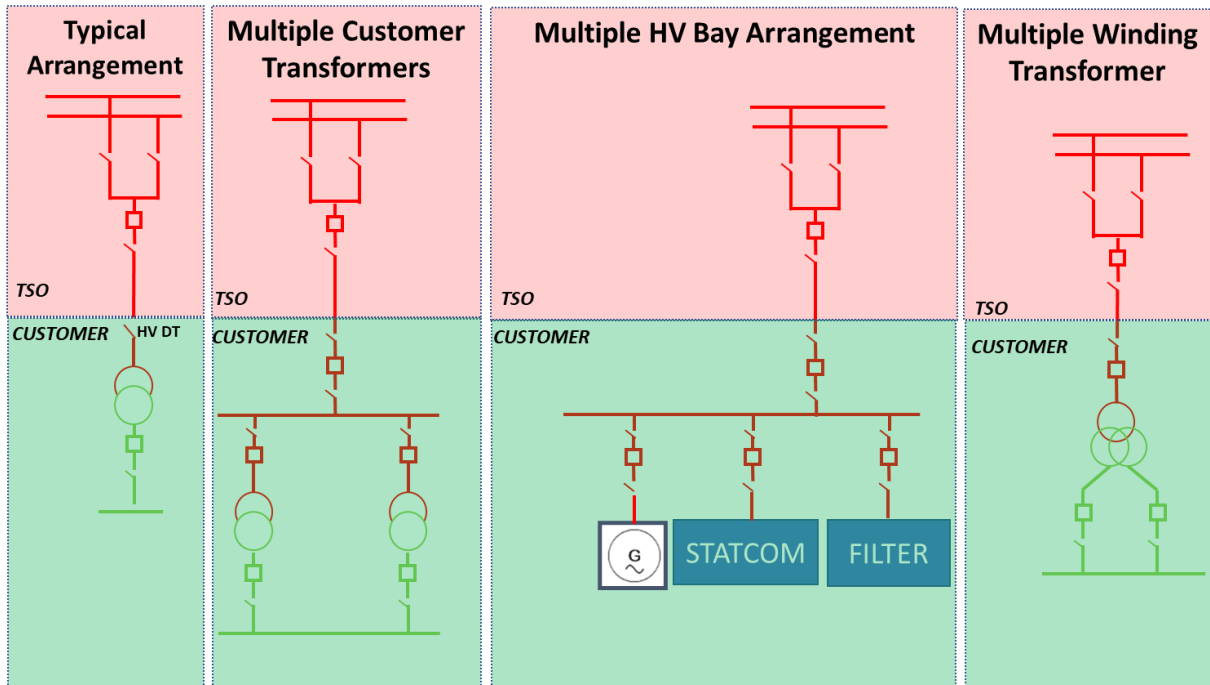 Typical
Arrangement
TSO
CUSTOMER
HV DT
Multiple Customer
Transformers
TSO
CUSTOMER
Multiple HV Bay Arrangement
TSO
CUSTOMER
G
STATCOM
FILTER
Multiple Winding
Transformer
TSO
CUSTOMER